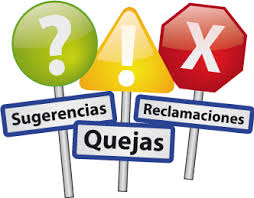 ?
!
X
Sugerencias
Quejas
Reclamaciones